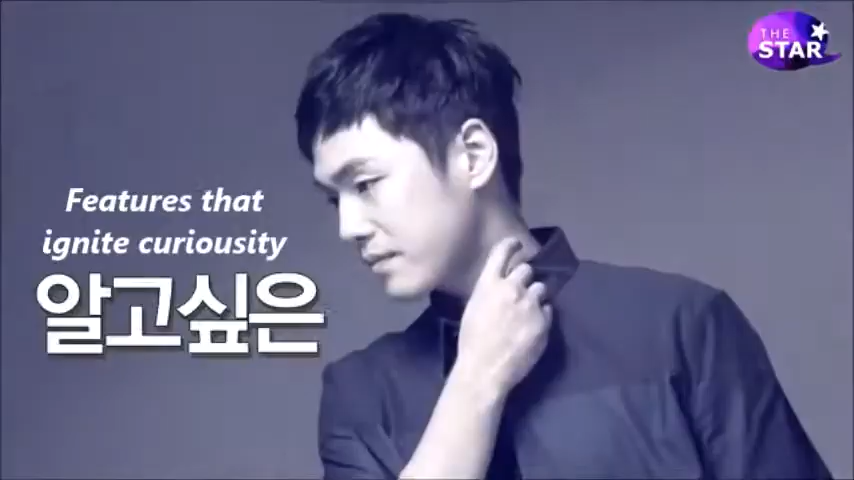 THE
STAR
Features that
ignite curiousity
알고싶은